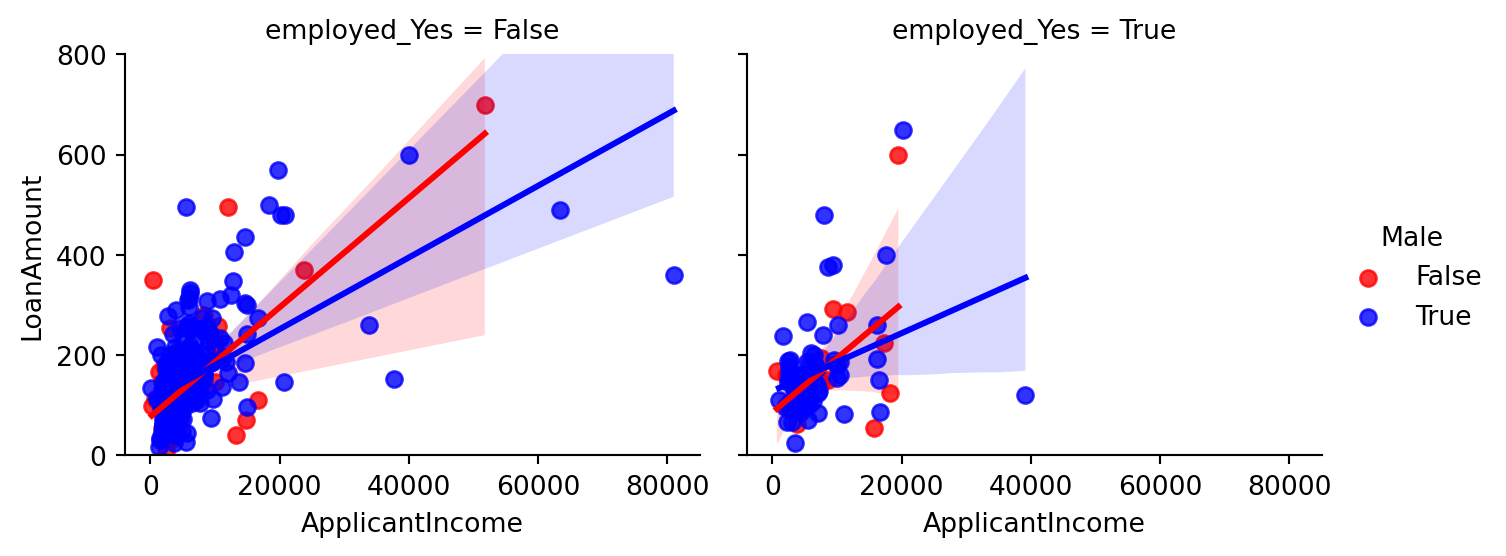 employed_Yes = False
employed_Yes = True
800
600
400
200
0
LoanAmount
0 20000 40000 60000 80000
0 20000 40000 60000 80000
ApplicantIncome
ApplicantIncome
Male
False
True